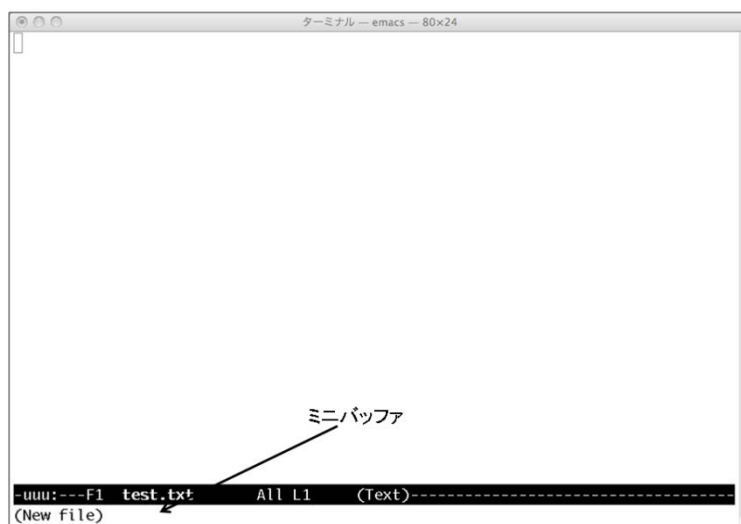 ターミナル — emacs — 80×24
ミニバッファ
-uuu:---F1  test.txt       All L1     (Text)-----------------------------------
(New file)